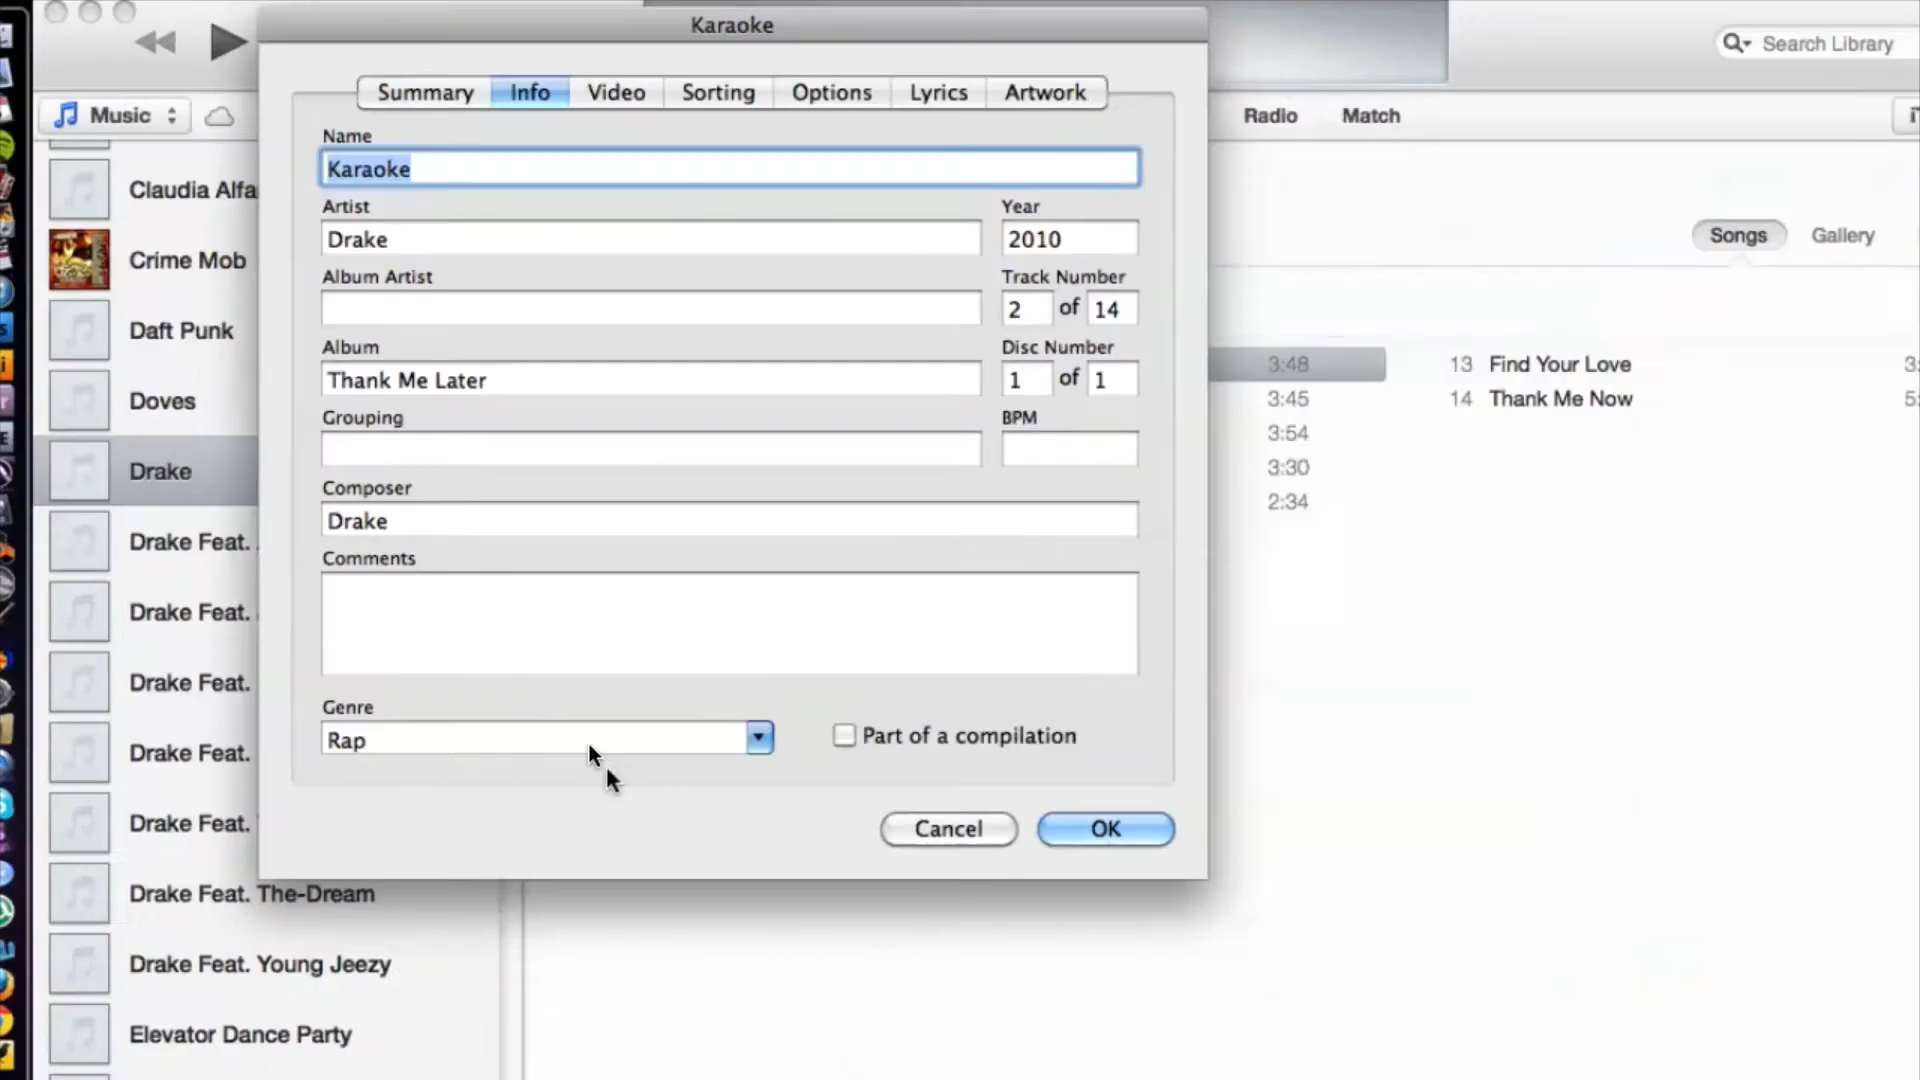 Karaoke
Search Library
Music
Radio
Match
Summary
Info
Video
Sorting
Options
Lyrics
Artwork
Name
Karaoke
Artist
Drake
Year
2010
Album Artist
Track Number
2 of 14
Album
Thank Me Later
Disc Number
1 of 1
Grouping
BPM
Composer
Drake
Comments
Genre
Rap
Part of a compilation
Cancel
OK
Claudia Alfa
Crime Mob
Daft Punk
Doves
Drake
Drake Feat.
Drake Feat.
Drake Feat.
Drake Feat.
Drake Feat.
Drake Feat. The-Dream
Drake Feat. Young Jeezy
Elevator Dance Party
Songs
Gallery
3:48
3:45
3:54
3:30
2:34
13 Find Your Love
14 Thank Me Now